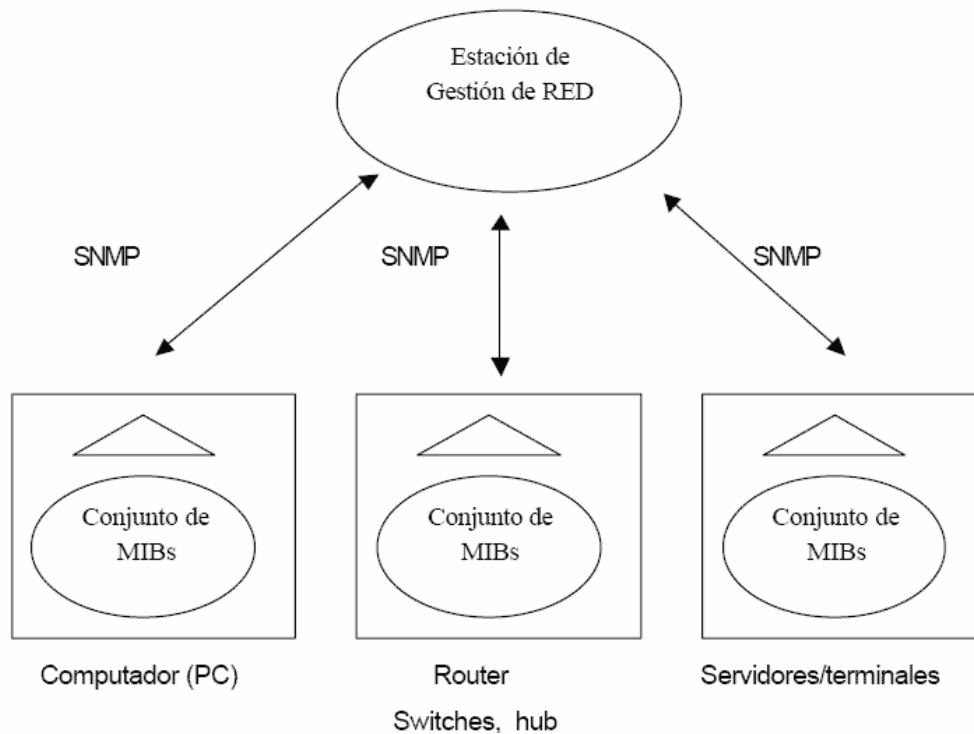 Estación de
Gestión de RED
SNMP
SNMP
SNMP
Conjunto de
MIBs
Conjunto de
MIBs
Conjunto de
MIBs
Computador (PC)
Router
Servidores/terminales
Switches, hub